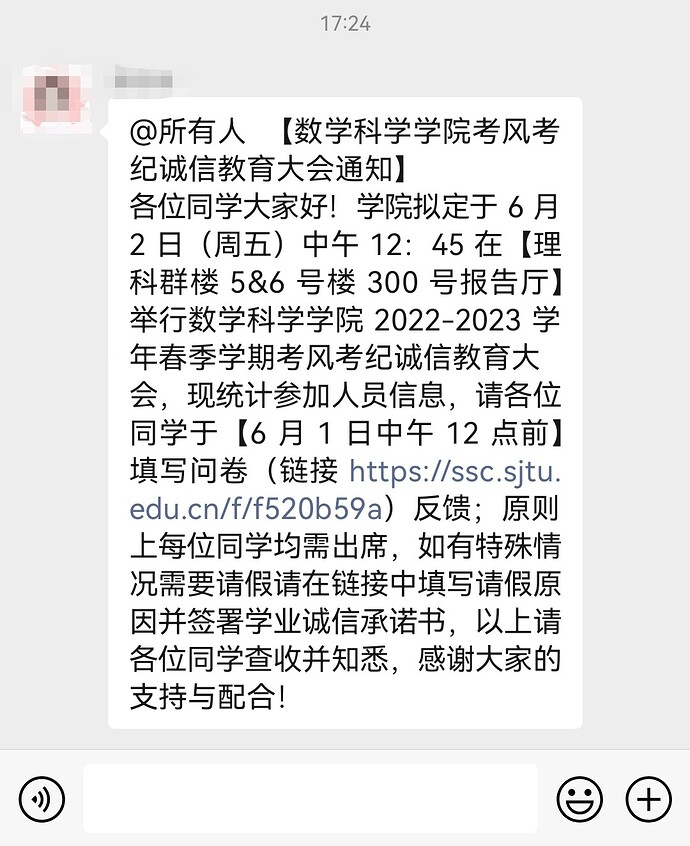 17:24
@所有人 【数学科学学院考风考
纪诚信教育大会通知】
各位同学大家好！学院拟定于 6 月
2 日（周五）中午 12：45 在【理
科群楼 5&6 号楼 300 号报告厅】
举行数学科学学院 2022-2023 学
年春季学期考风考纪诚信教育大
会，现统计参加人员信息，请各位
同学于【6 月 1 日中午 12 点前】
填写问卷（链接 https://ssc.sjtu.
edu.cn/f/f520b59a）反馈；原则
上每位同学均需出席，如有特殊情
况需要请假请在链接中填写请假原
因并签署学业诚信承诺书，以上请
各位同学查收并知悉，感谢大家的
支持与配合！